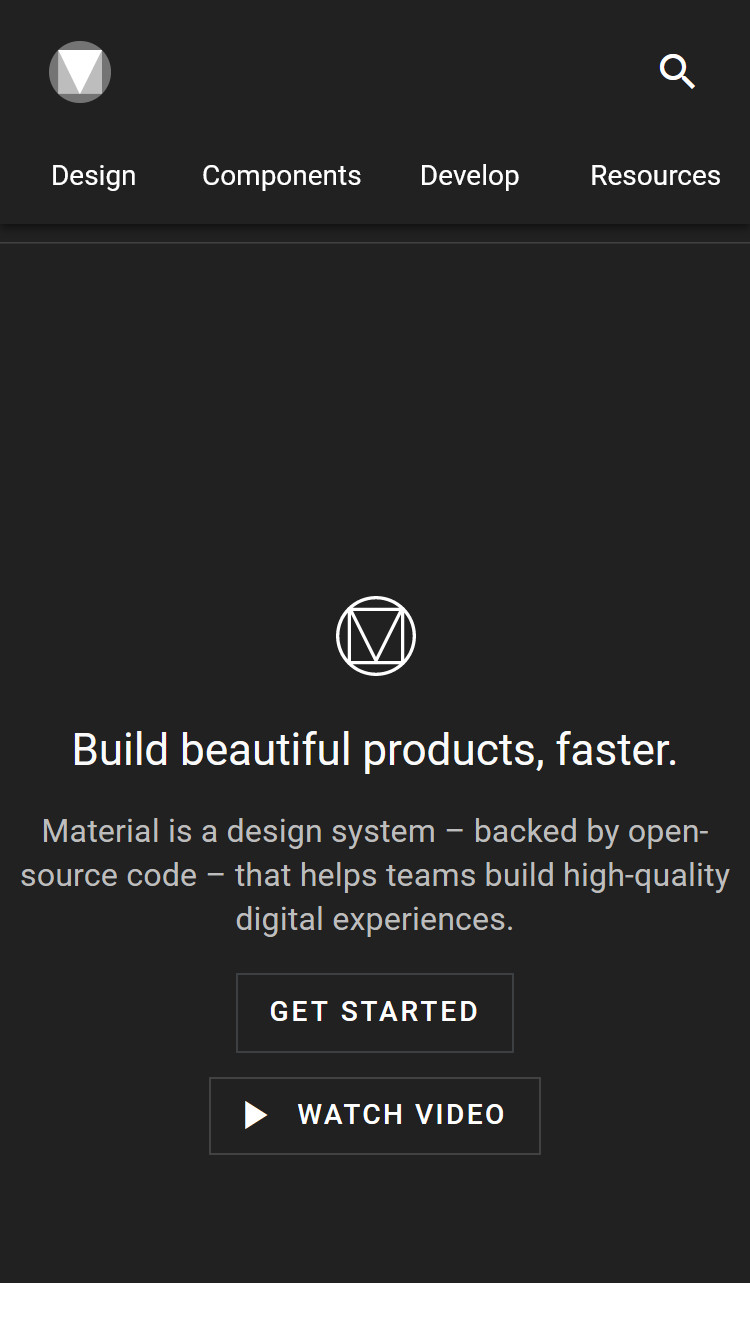 Design Components Develop Resources
Build beautiful products, faster.
Material is a design system – backed by open-
source code – that helps teams build high-quality
digital experiences.
GET STARTED
WATCH VIDEO